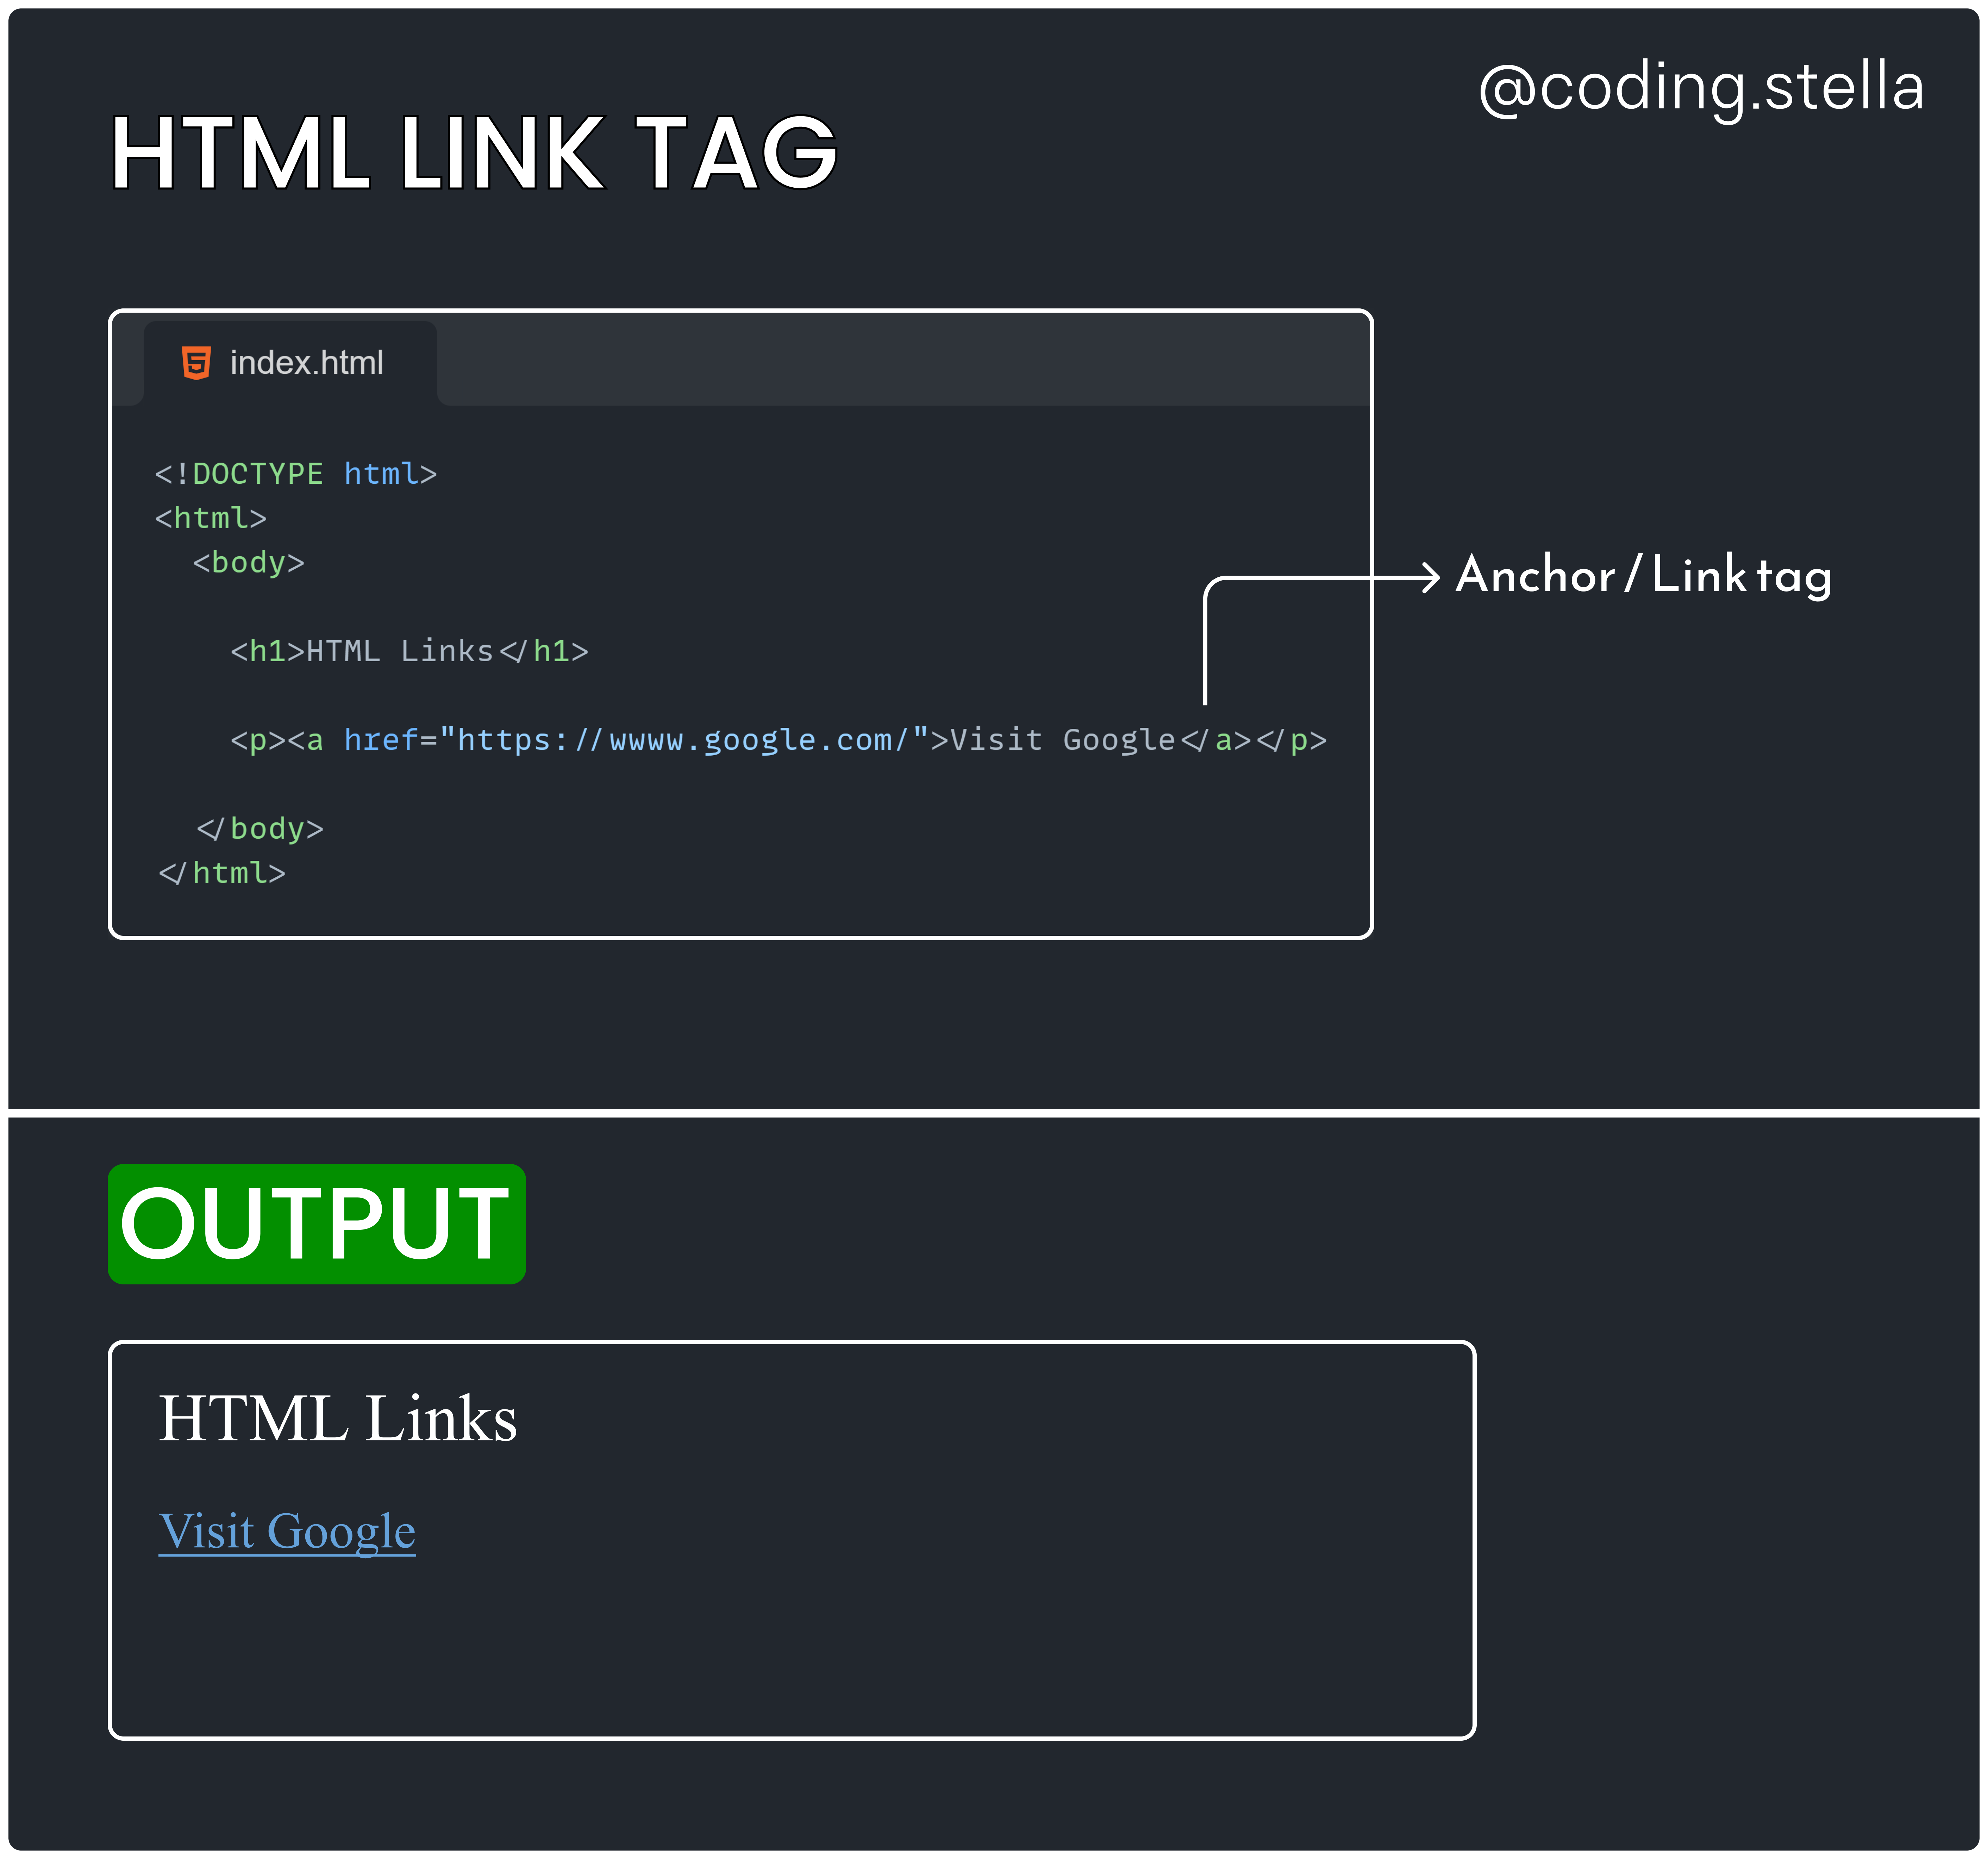 @coding.stella
HTML LINK TAG
index.html
<!DOCTYPE html>
<html>
<body>
<h1>HTML Links</h1>
Anchor/Link tag
<p><a href="https://wwww.google.com/">Visit Google</a></p>
</body>
</html>
OUTPUT
HTML Links
Visit Google